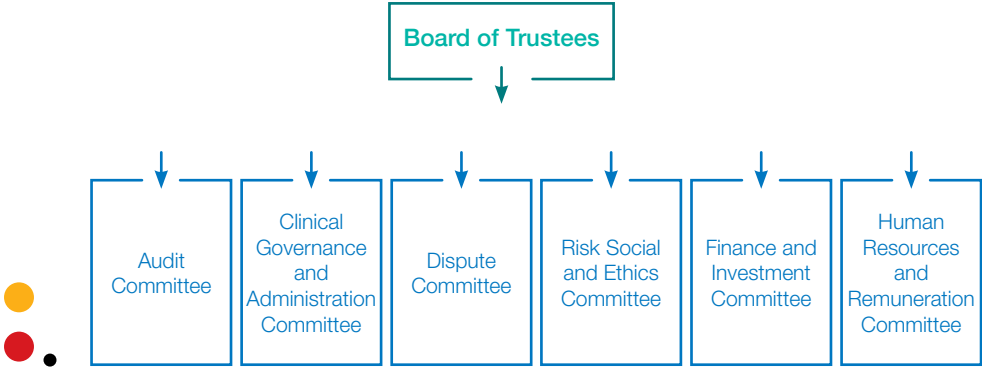 Board of Trustees
Audit
Committee
Clinical
Governance
and
Administration
Committee
Dispute
Committee
Risk Social
and Ethics
Committee
Finance and
Investment
Committee
Human
Resources
and
Remuneration
Committee